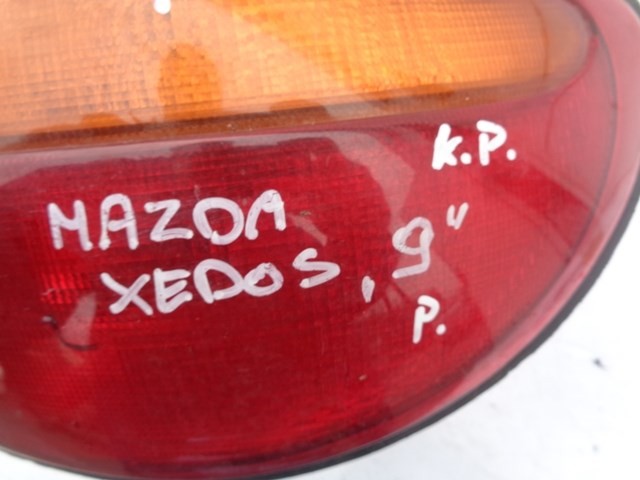 K.P.
MAZDA
XEDOS „9"
P.